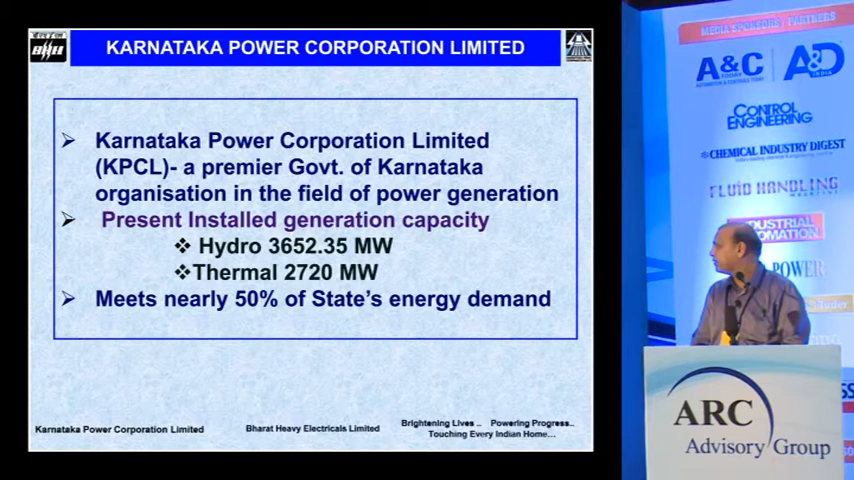 KARNATAKA POWER CORPORATION LIMITED
Karnataka Power Corporation Limited
(KPCL)- a premier Govt. of Karnataka
organisation in the field of power generation
Present Installed generation capacity
Hydro 3652.35 MW
Thermal 2720 MW
Meets nearly 50% of State's energy demand
Karnataka Power Corporation Limited
Bharat Heavy Electricals Limited
Brightening Lives .. Powering Progress..
Touching Every Indian Home...
MEDIA SPONSORS / PARTNERS
A&C
A&D
INDIA
CONTROL
ENGINEERING
CHEMICAL INDUSTRY DIGEST
FLUID HANDLING
INDUSTRIAL
POWER
ARC
Advisory Group